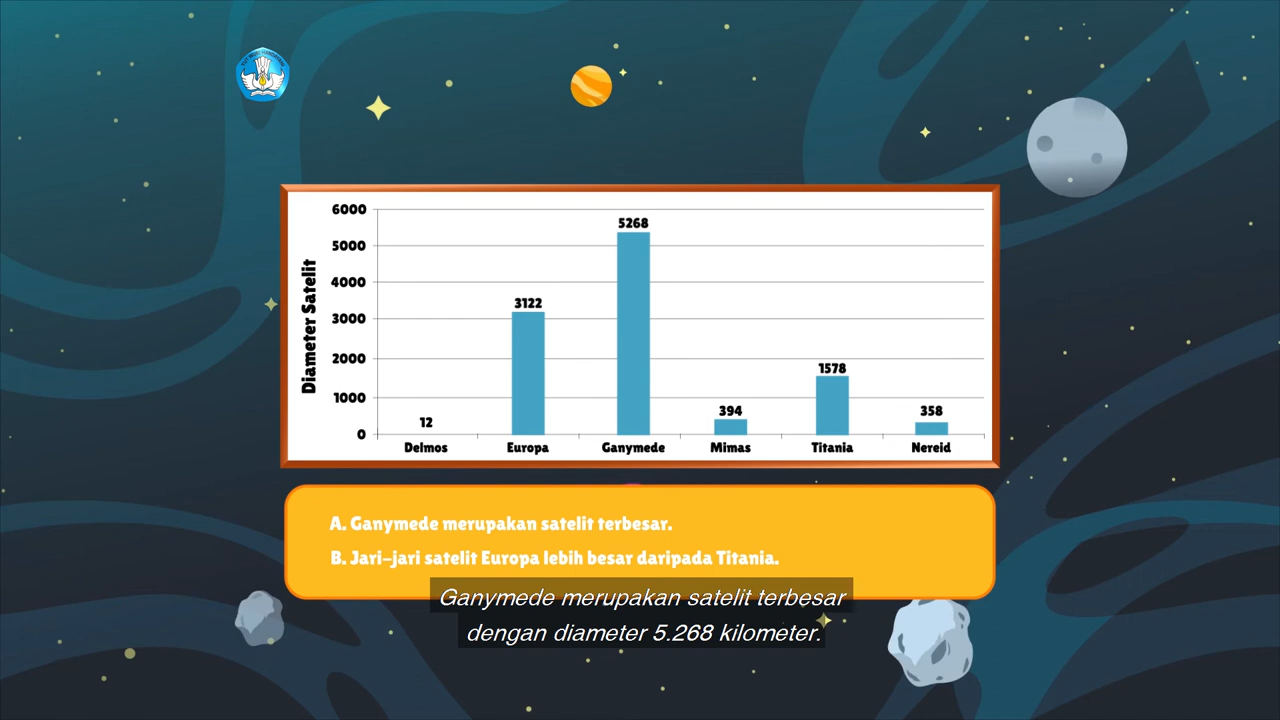 6000
5000
4000
3000
2000
1000
0
Diameter Satelit
12
3122
5268
394
1578
358
Delmos
Europa
Ganymede
Mimas
Titania
Nereid
A. Ganymede merupakan satelit terbesar.
B. Jari-jari satelit Europa lebih besar daripada Titania.
Ganymede merupakan satelit terbesar
dengan diameter 5.268 kilometer.